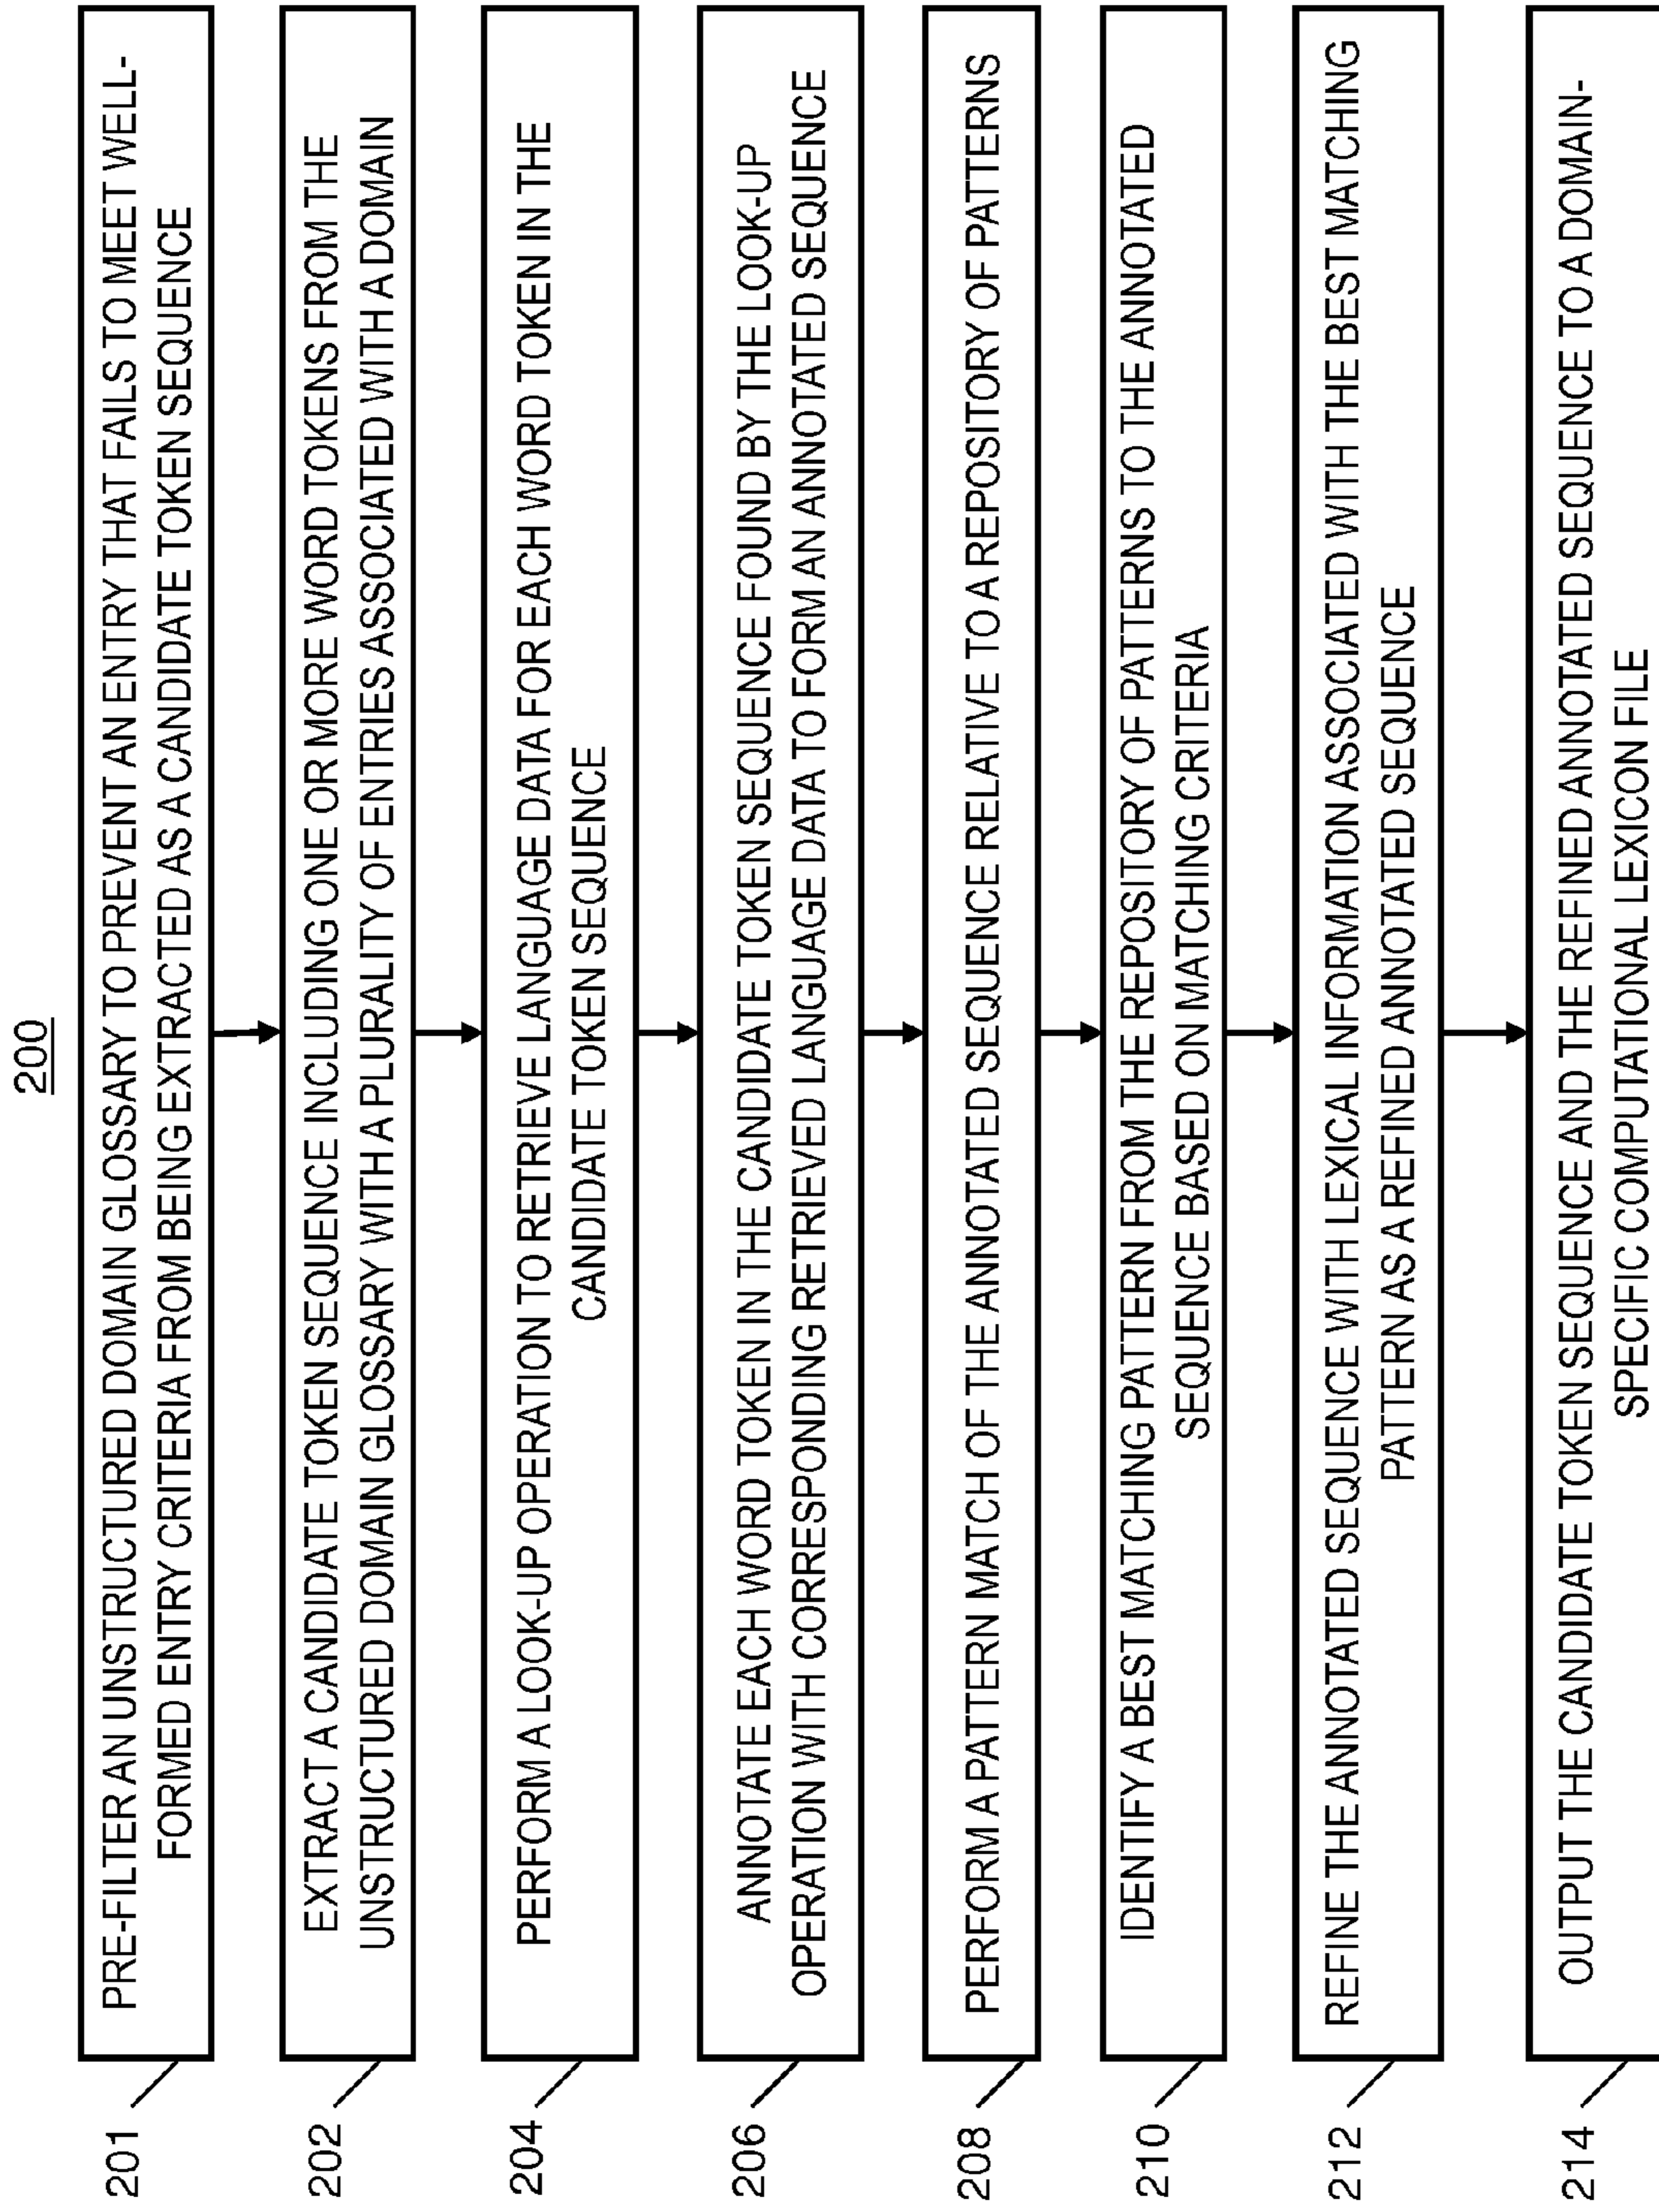 200
201
PRE-FILTER AN UNSTRUCTURED DOMAIN GLOSSARY TO PREVENT AN ENTRY THAT FAILS TO MEET WELL-
FORMED ENTRY CRITERIA FROM BEING EXTRACTED AS A CANDIDATE TOKEN SEQUENCE
202
EXTRACT A CANDIDATE TOKEN SEQUENCE INCLUDING ONE OR MORE WORD TOKENS FROM THE
UNSTRUCTURED DOMAIN GLOSSARY WITH A PLURALITY OF ENTRIES ASSOCIATED WITH A DOMAIN
204
PERFORM A LOOK-UP OPERATION TO RETRIEVE LANGUAGE DATA FOR EACH WORD TOKEN IN THE
CANDIDATE TOKEN SEQUENCE
206
ANNOTATE EACH WORD TOKEN IN THE CANDIDATE TOKEN SEQUENCE FOUND BY THE LOOK-UP
OPERATION WITH CORRESPONDING RETRIEVED LANGUAGE DATA TO FORM AN ANNOTATED SEQUENCE
208
PERFORM A PATTERN MATCH OF THE ANNOTATED SEQUENCE RELATIVE TO A REPOSITORY OF PATTERNS
210
IDENTIFY A BEST MATCHING PATTERN FROM THE REPOSITORY OF PATTERNS TO THE ANNOTATED
SEQUENCE BASED ON MATCHING CRITERIA
212
REFINE THE ANNOTATED SEQUENCE WITH LEXICAL INFORMATION ASSOCIATED WITH THE BEST MATCHING
PATTERN AS A REFINED ANNOTATED SEQUENCE
214
OUTPUT THE CANDIDATE TOKEN SEQUENCE AND THE REFINED ANNOTATED SEQUENCE TO A DOMAIN-
SPECIFIC COMPUTATIONAL LEXICON FILE